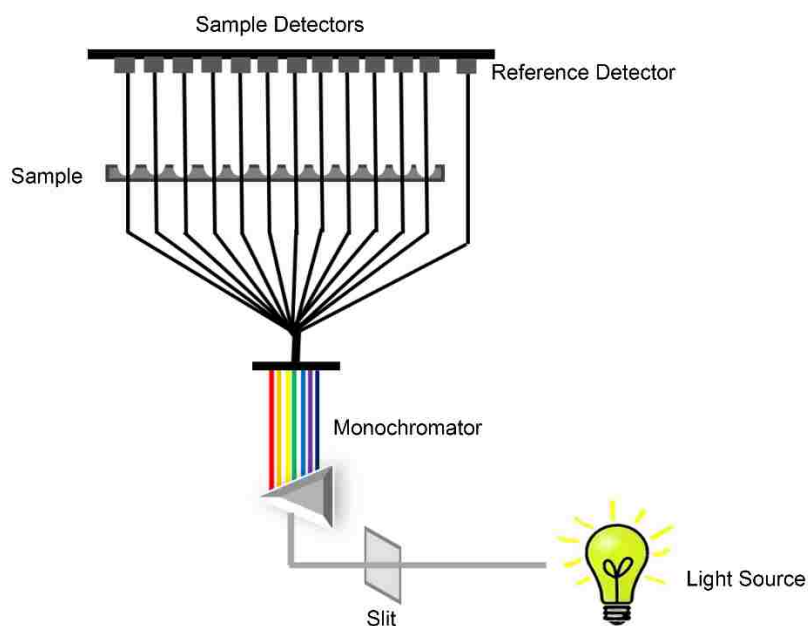 Sample Detectors
Reference Detector
Sample
Monochromator
Light Source
Slit